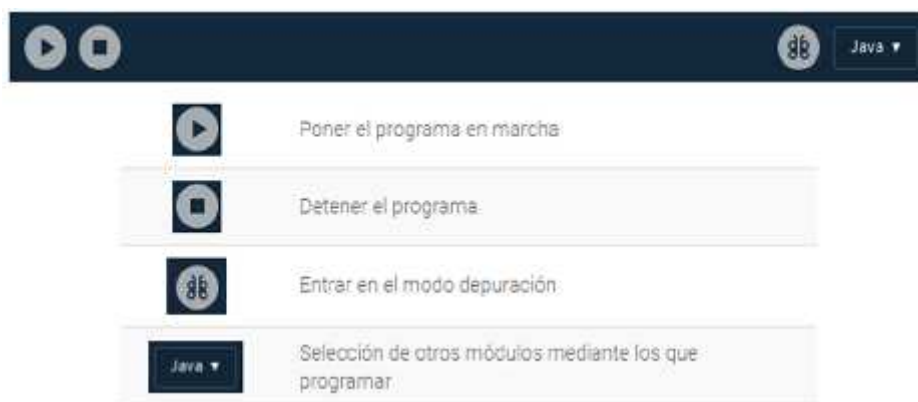 Java ▾
Poner el programa en marcha
Detener el programa
Entrar en el modo depuración
Java ▾
Selección de otros módulos mediante los que
programar